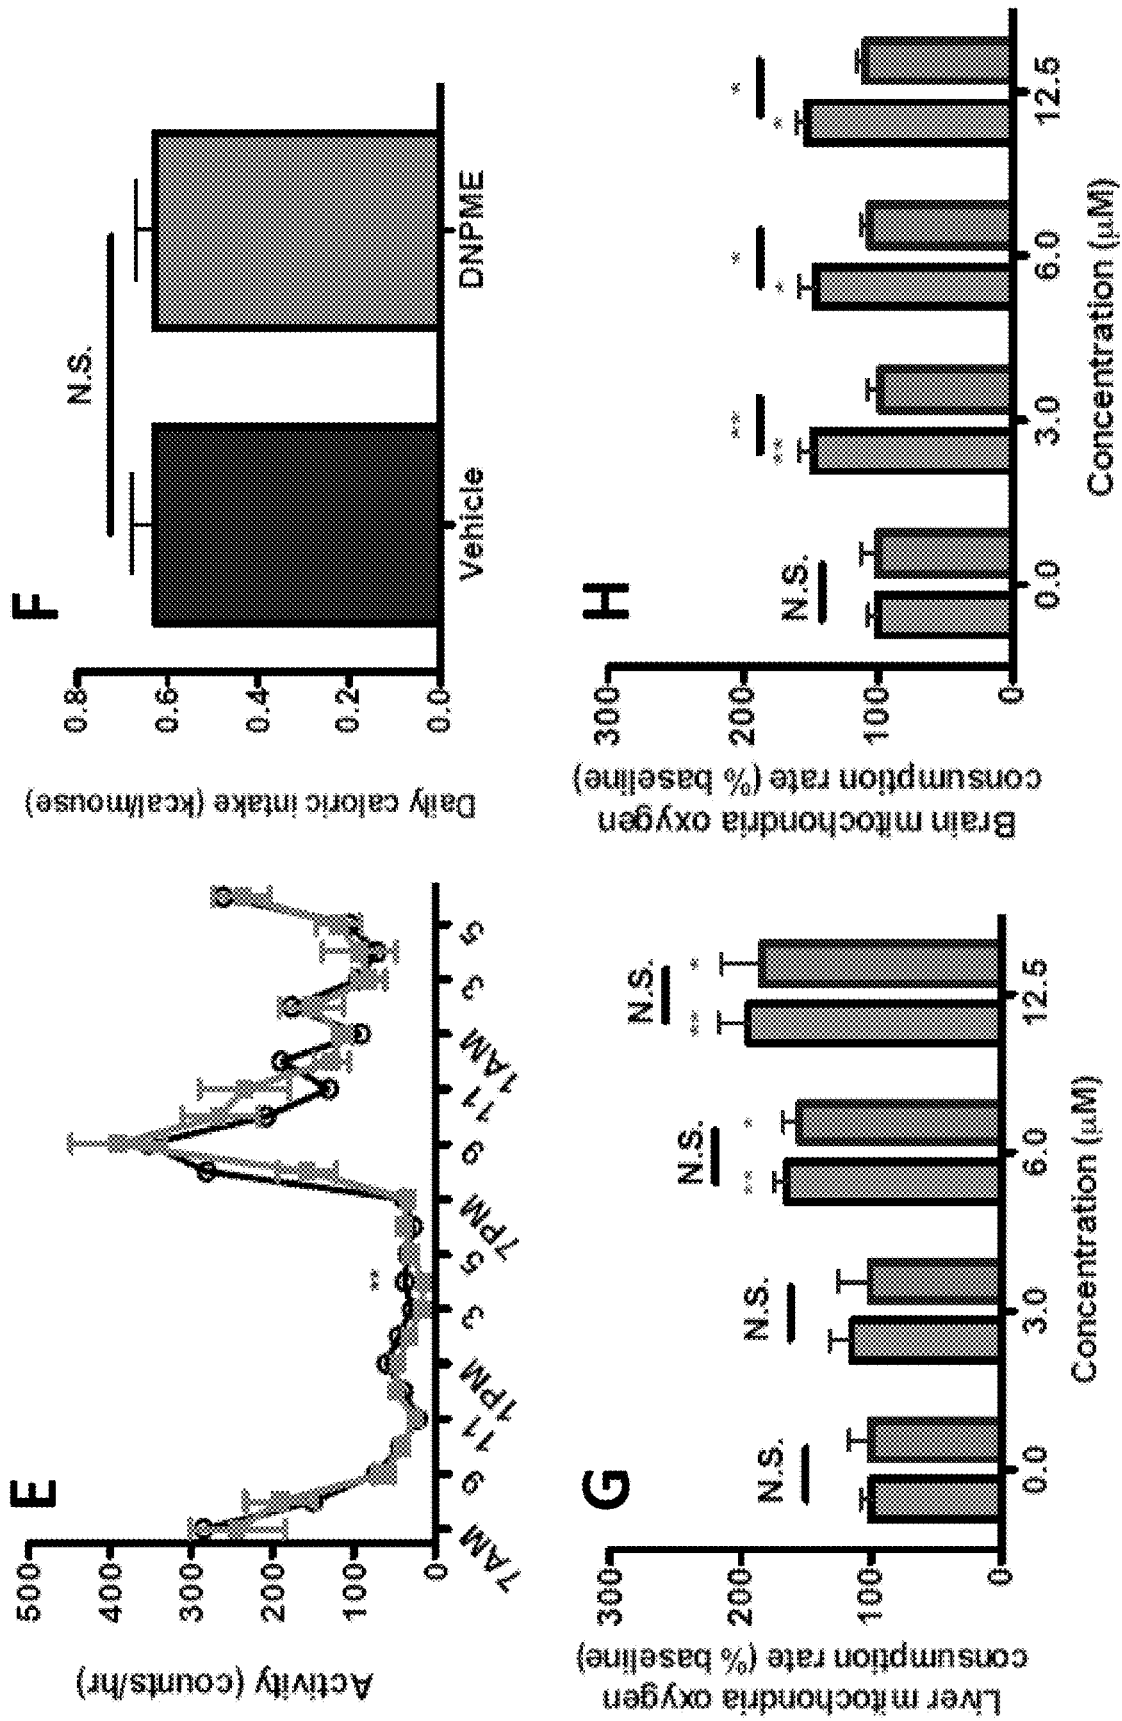 E
Activity (counts/hr)
500
400
300
200
100
0
7AM
9
11
1PM
3
5
7PM
9
11
1AM
3
5
**
F
Daily caloric intake (kcal/mouse)
0.8
0.6
0.4
0.2
0.0
N.S.
Vehicle
DNPME
G
Liver mitochondria oxygen
consumption rate (% baseline)
300
200
100
0
N.S.
N.S.
N.S.
N.S.
** *
** *
0.0
3.0
6.0
12.5
Concentration (μM)
H
Brain mitochondria oxygen
consumption rate (% baseline)
300
200
100
0
N.S.
**
**
*
*
*
*
0.0
3.0
6.0
12.5
Concentration (μM)